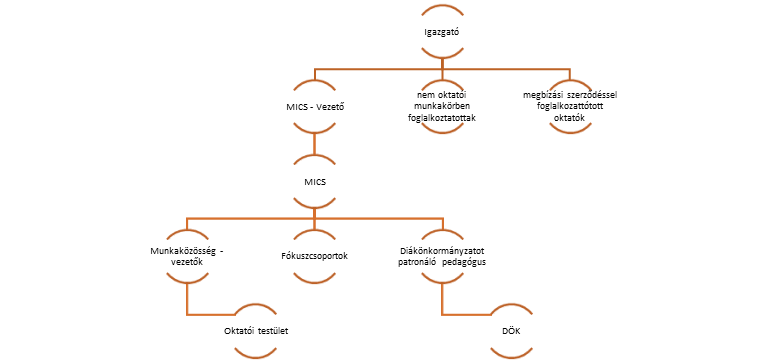 Igazgató
MICS - Vezető
nem oktatói
munkakörben
foglalkoztatottak
megbízási szerződéssel
foglalkozattótott
oktatók
MICS
Munkaközösség -
vezetők
Fókuszcsoportok
Diákönkormányzatot
patronáló pedagógus
Oktatói testület
DÖK